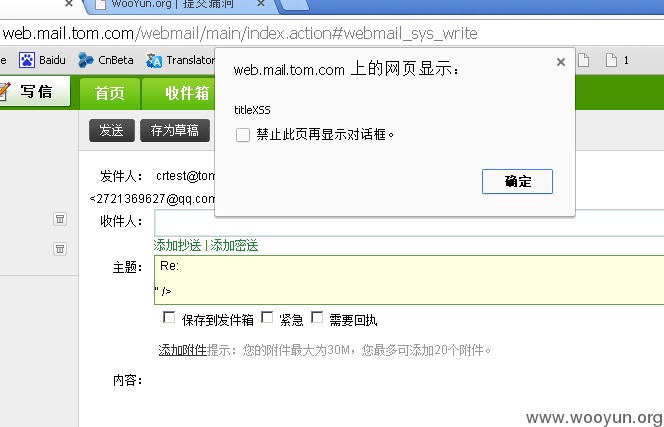 WooYun.org | 提交漏洞
web.mail.tom.com/webmail/main/index.action#webmail_sys_write
Baidu CnBeta Translator 1
写信 首页 收件箱
web.mail.tom.com 上的网页显示：
titleXSS
禁止此页再显示对话框。
确定
发送 存为草稿
发件人： crtest@tom
<2721369627@qq.com
收件人：
添加抄送 | 添加密送
主题： Re:
" />
保存到发件箱 紧急 需要回执
添加附件提示：您的附件最大为30M，您最多可添加20个附件。
内容：
www.wooyun.org